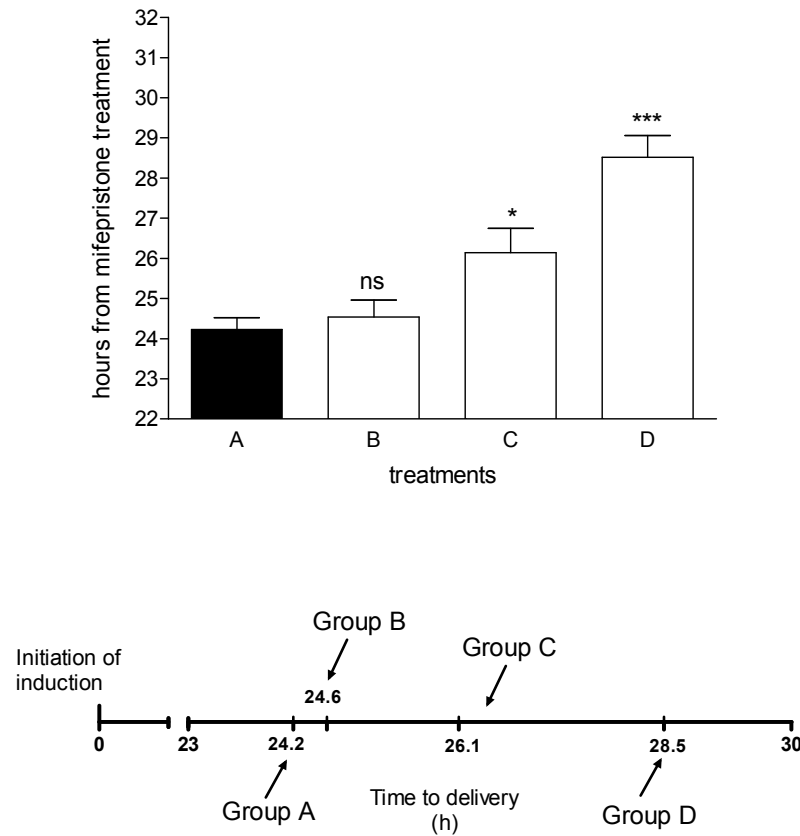 32
31
30
29
28
27
26
25
24
23
22
hours from mifepristone treatment
ns
*
***
A B C D
treatments
Group B
Group C
Initiation of
induction
24.6
0 23 24.2 26.1 28.5 30
Group A
Time to delivery
(h)
Group D